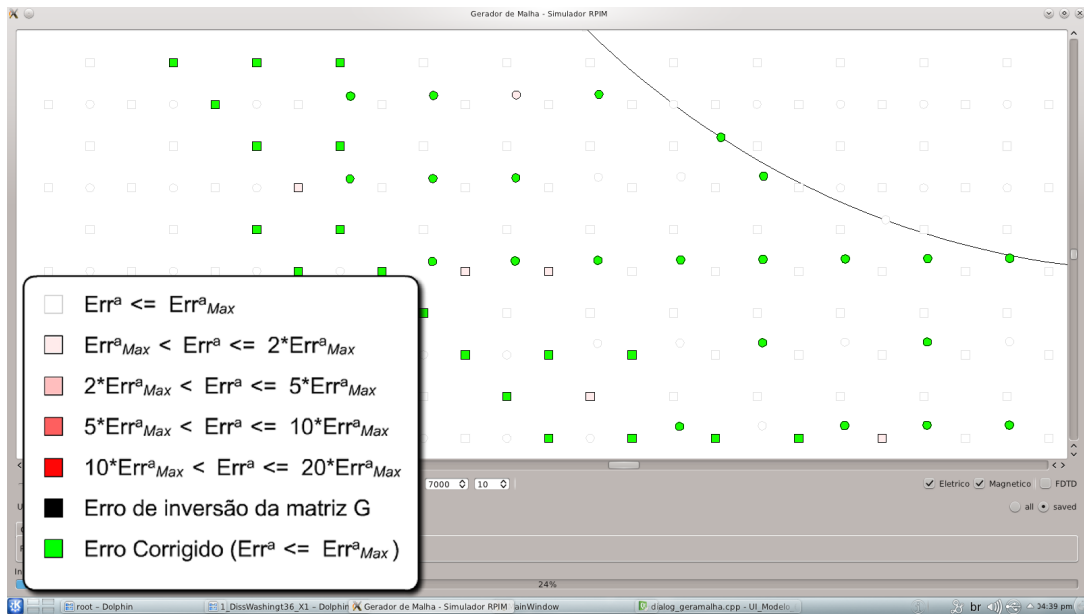 Gerador de Malha - Simulador RPIM
Errᵃ <= ErrᵃMax
ErrᵃMax < Errᵃ <= 2*ErrᵃMax
2*ErrᵃMax < Errᵃ <= 5*ErrᵃMax
5*ErrᵃMax < Errᵃ <= 10*ErrᵃMax
10*ErrᵃMax < Errᵃ <= 20*ErrᵃMax
Erro de inversão da matriz G
Erro Corrigido (Errᵃ <= ErrᵃMax)
7000 10 Eletrico Magnetico FDTD
all saved
24%
root - Dolphin 1_DissWashingt36_X1 - Dolphin Gerador de Malha - Simulador RPIM ainWindow dialog_geramalha.cpp - UI_Modelo br 04:39 pm